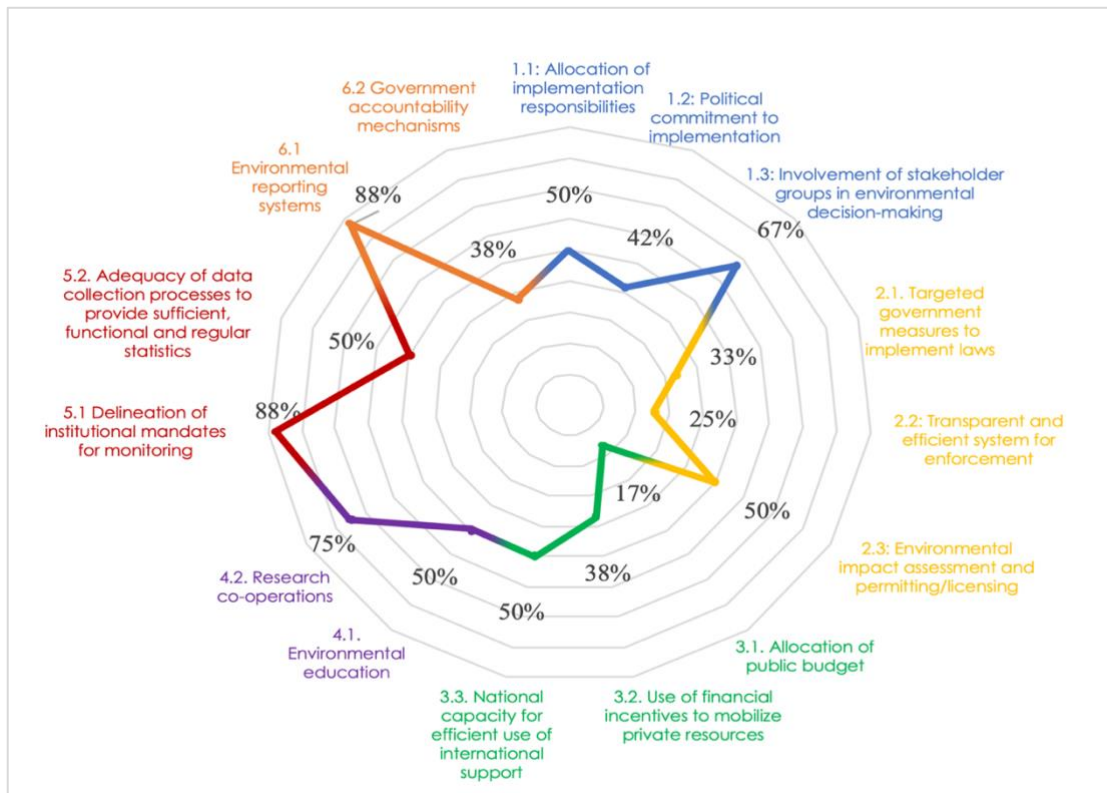 1.1: Allocation of
implementation
responsibilities
1.2: Political
commitment to
implementation
1.3: Involvement of stakeholder
groups in environmental
decision-making
2.1. Targeted
government
measures to
implement laws
2.2: Transparent and
efficient system for
enforcement
2.3: Environmental
impact assessment and
permitting/licensing
3.1. Allocation of
public budget
3.2. Use of financial
incentives to mobilize
private resources
3.3. National
capacity for
efficient use of
international
support
4.1.
Environmental
education
4.2. Research
co-operations
5.1 Delineation of
institutional mandates
for monitoring
5.2. Adequacy of data
collection processes to
provide sufficient,
functional and regular
statistics
6.1
Environmental
reporting
systems
6.2 Government
accountability
mechanisms
50%
42%
67%
33%
25%
50%
17%
38%
50%
50%
75%
88%
50%
88%
38%